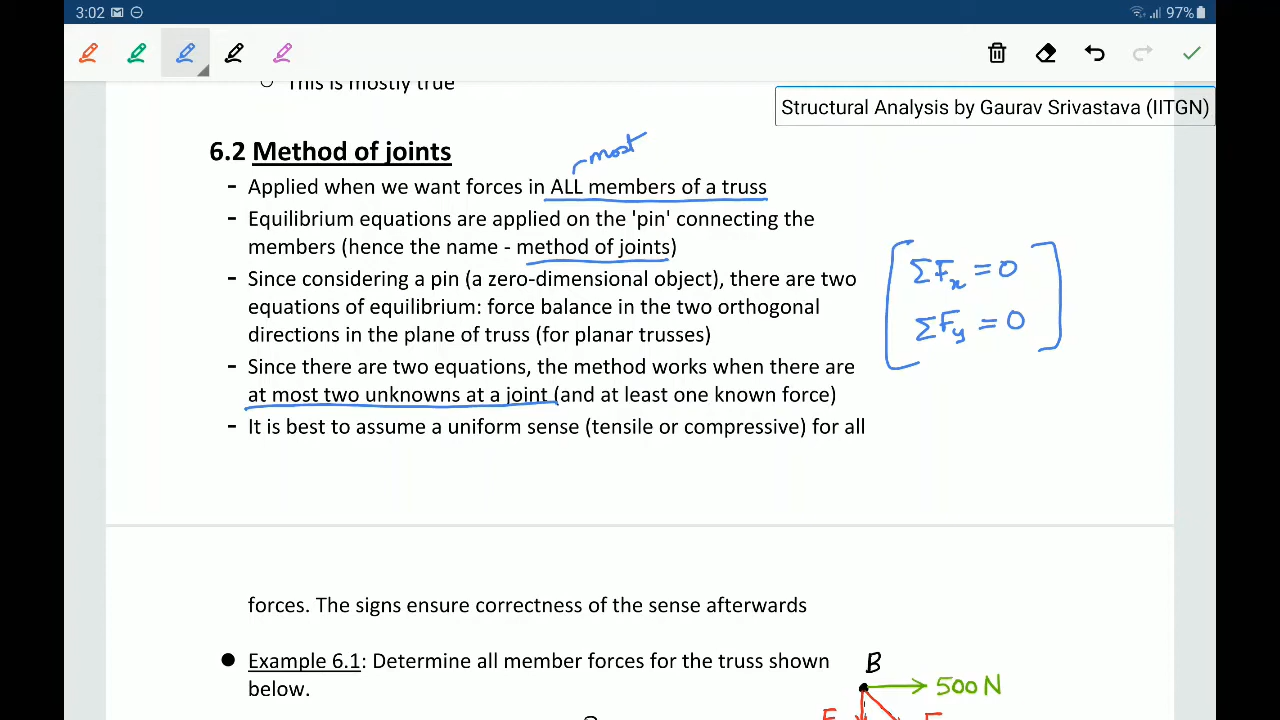 3:02
97%
This is mostly true
Structural Analysis by Gaurav Srivastava (IITGN)
6.2 Method of joints
most
- Applied when we want forces in ALL members of a truss
- Equilibrium equations are applied on the 'pin' connecting the
members (hence the name - method of joints)
- Since considering a pin (a zero-dimensional object), there are two
equations of equilibrium: force balance in the two orthogonal
directions in the plane of truss (for planar trusses)
ΣFx = 0
ΣFy = 0
- Since there are two equations, the method works when there are
at most two unknowns at a joint (and at least one known force)
- It is best to assume a uniform sense (tensile or compressive) for all
forces. The signs ensure correctness of the sense afterwards
● Example 6.1: Determine all member forces for the truss shown
below.
B
500 N